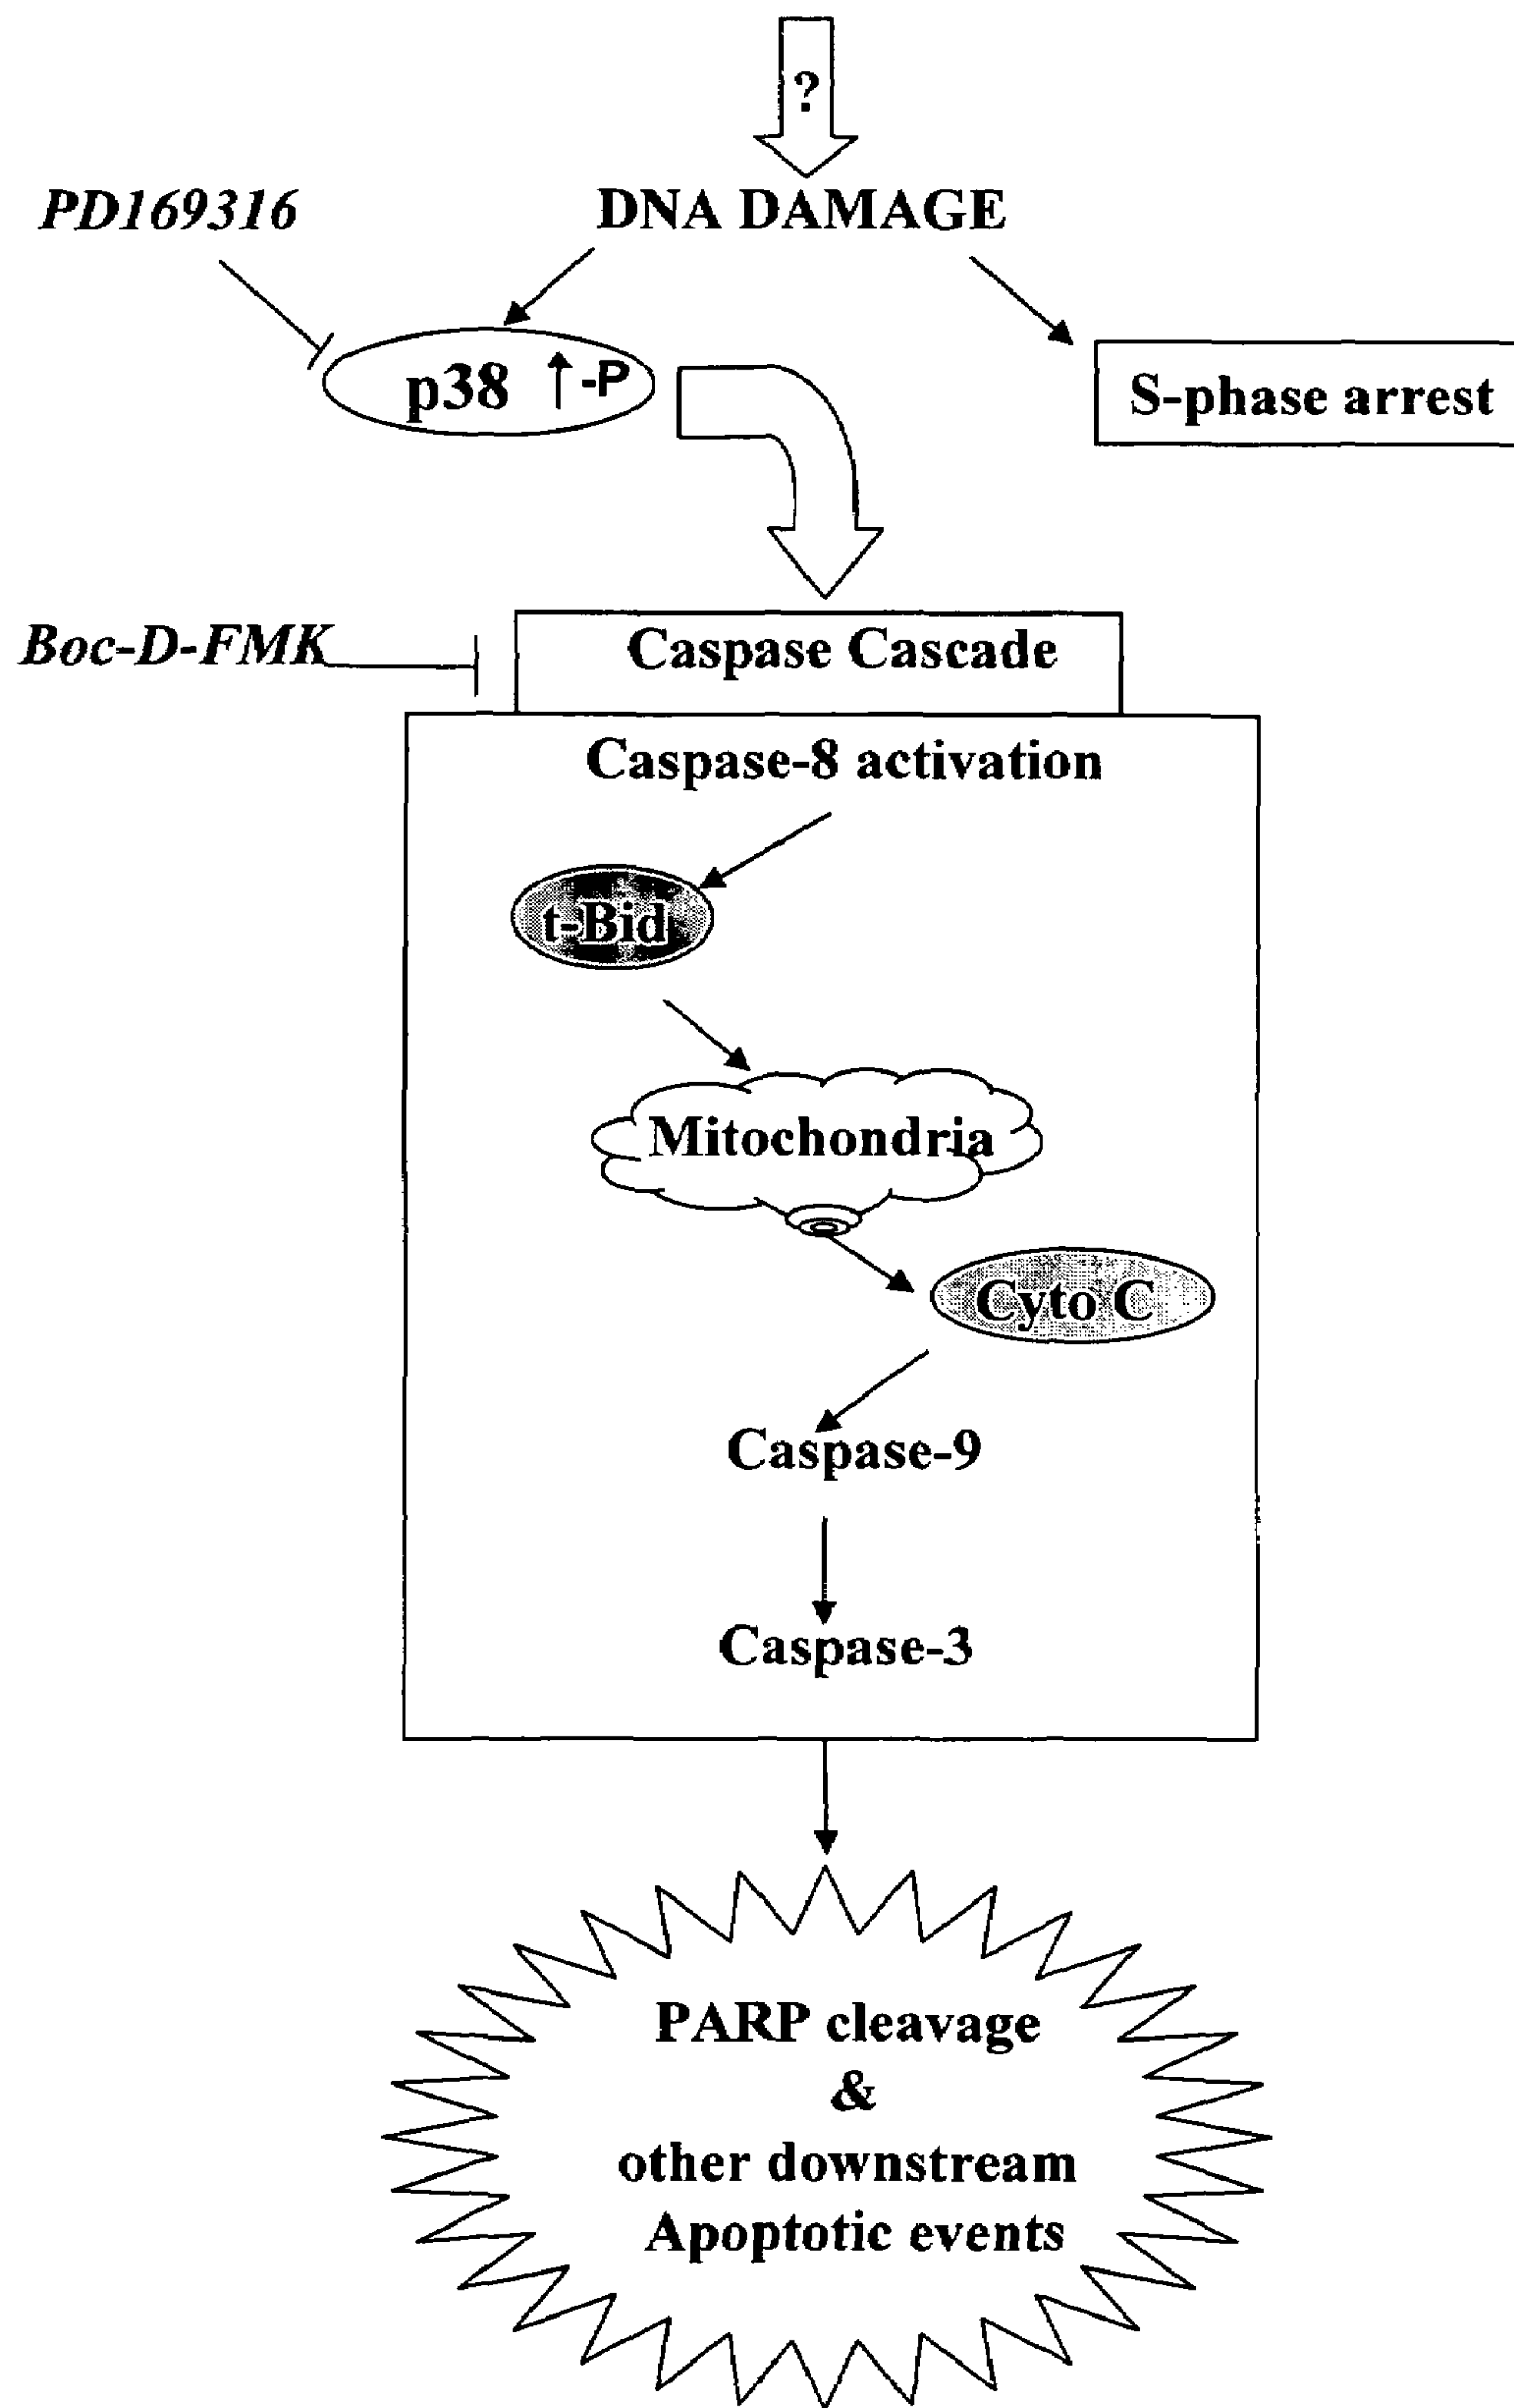 ?
PD169316
DNA DAMAGE
p38 ↑-P
S-phase arrest
Boc-D-FMK
Caspase Cascade
Caspase-8 activation
t-Bid
Mitochondria
Cyto C
Caspase-9
Caspase-3
PARP cleavage
&
other downstream
Apoptotic events